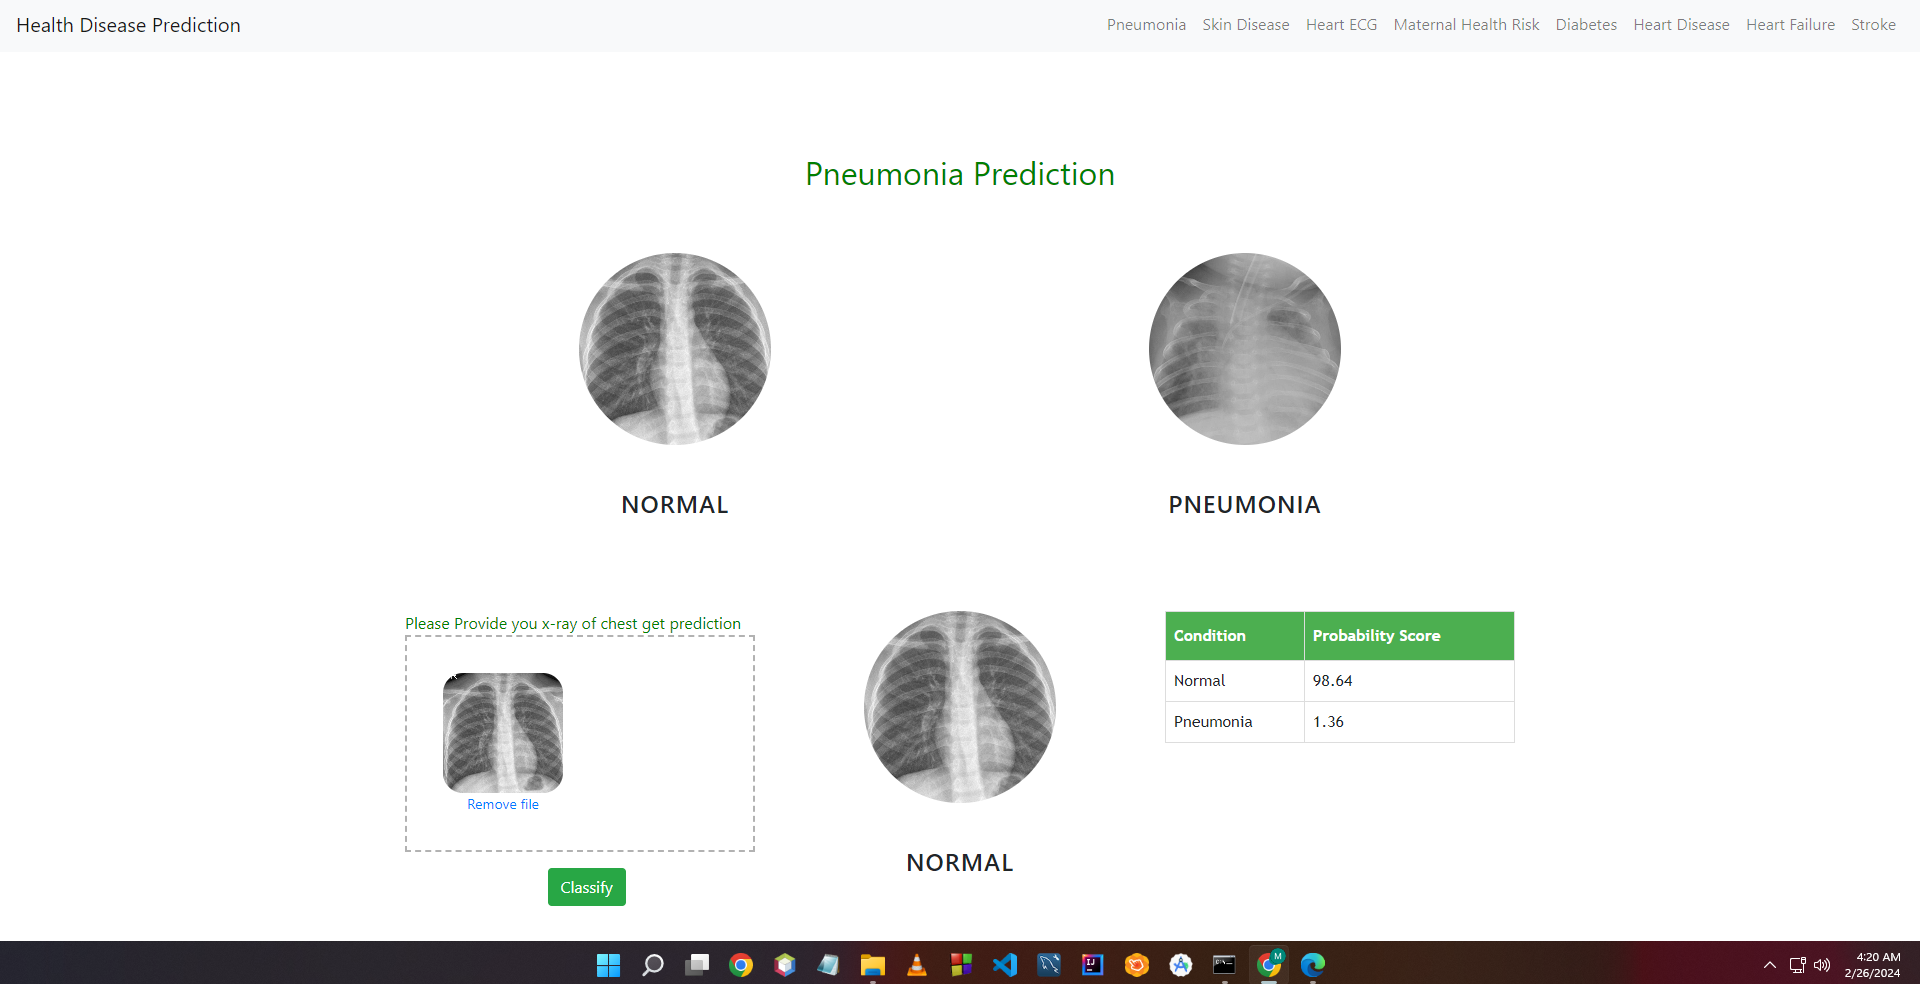 Health Disease Prediction
Pneumonia Skin Disease Heart ECG Maternal Health Risk Diabetes Heart Disease Heart Failure Stroke
Pneumonia Prediction
NORMAL
PNEUMONIA
Please Provide you x-ray of chest get prediction
R
Remove file
Classify
NORMAL
Condition Probability Score
Normal 98.64
Pneumonia 1.36
M
4:20 AM
2/26/2024